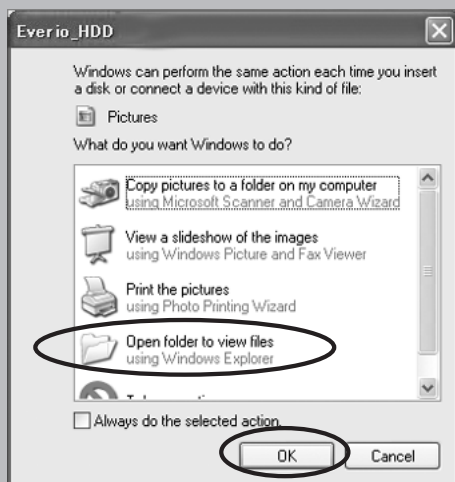 Everio_HDD
Windows can perform the same action each time you insert
a disk or connect a device with this kind of file:
Pictures
What do you want Windows to do?
Copy pictures to a folder on my computer
using Microsoft Scanner and Camera Wizard
View a slideshow of the images
using Windows Picture and Fax Viewer
Print the pictures
using Photo Printing Wizard
Open folder to view files
using Windows Explorer
Always do the selected action.
OK
Cancel